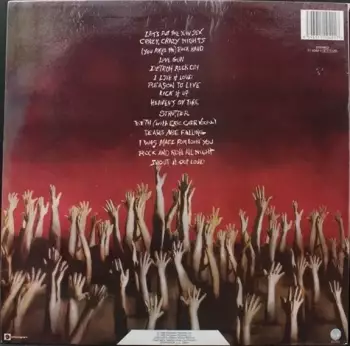 LET'S PUT THE X IN SEX
CRAZY, CRAZY NIGHTS
(YOU MAKE ME) ROCK HARD
LOVE GUN
DETROIT ROCK CITY
I LOVE IT LOUD
REASON TO LIVE
LICK IT UP
HEAVEN'S ON FIRE
STRUTTER
BETH (WITH ERIC CARR VOCALS)
TEARS ARE FALLING
I WAS MADE FOR LOVIN' YOU
ROCK AND ROLL ALL NIGHT
SHOUT IT OUT LOUD